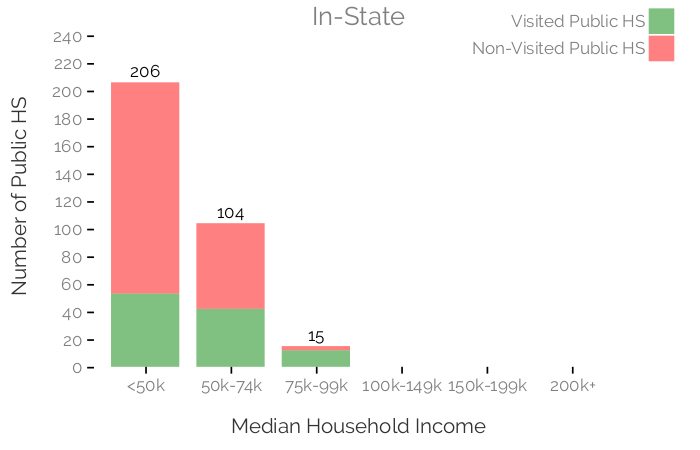 In-State
Visited Public HS
Non-Visited Public HS
Number of Public HS
240
220
200
180
160
140
120
100
80
60
40
20
0
206
104
15
<50k
50k-74k
75k-99k
100k-149k
150k-199k
200k+
Median Household Income